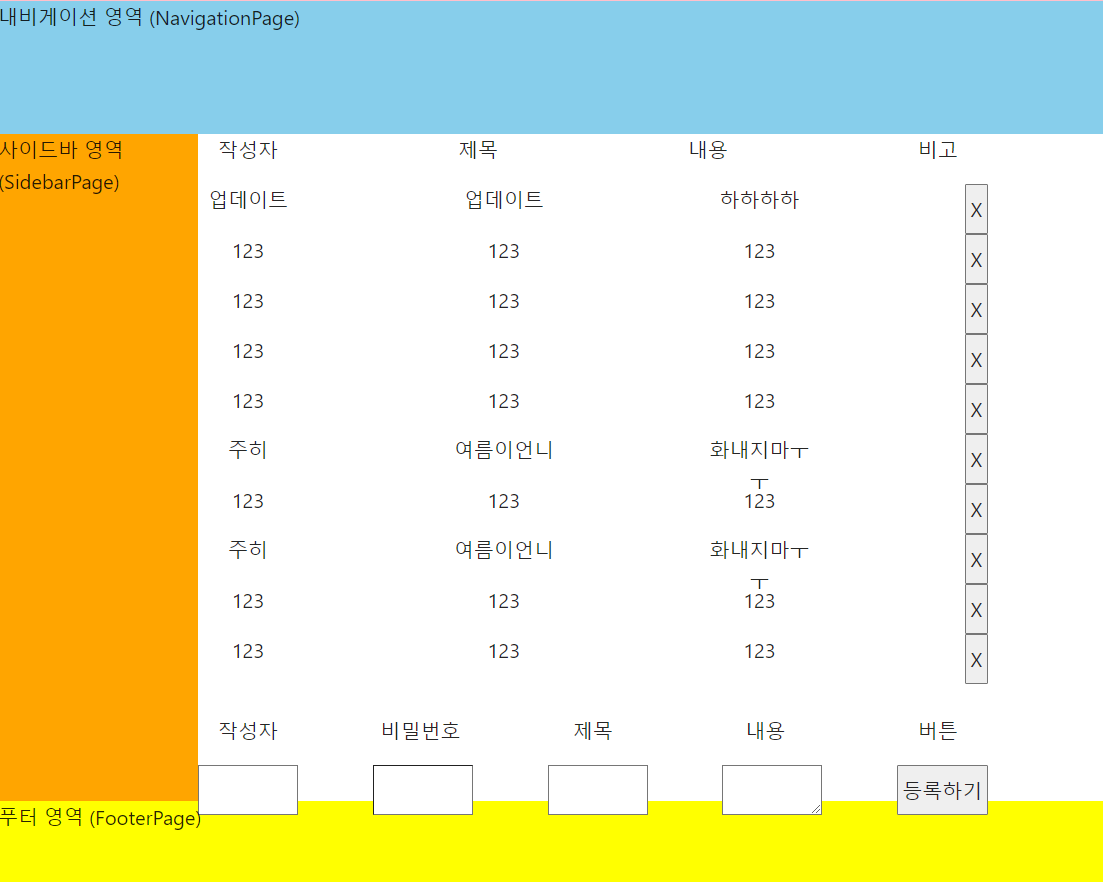 내비게이션 영역 (NavigationPage)
사이드바 영역
(SidebarPage)
작성자 제목 내용 비고
업데이트 업데이트 하하하하 X
123 123 123 X
123 123 123 X
123 123 123 X
123 123 123 X
주히 여름이언니 화내지마ㅜ
ㅜ X
123 123 123 X
주히 여름이언니 화내지마ㅜ
ㅜ X
123 123 123 X
123 123 123 X
작성자 비밀번호 제목 내용 버튼
등록하기
푸터 영역 (FooterPage)